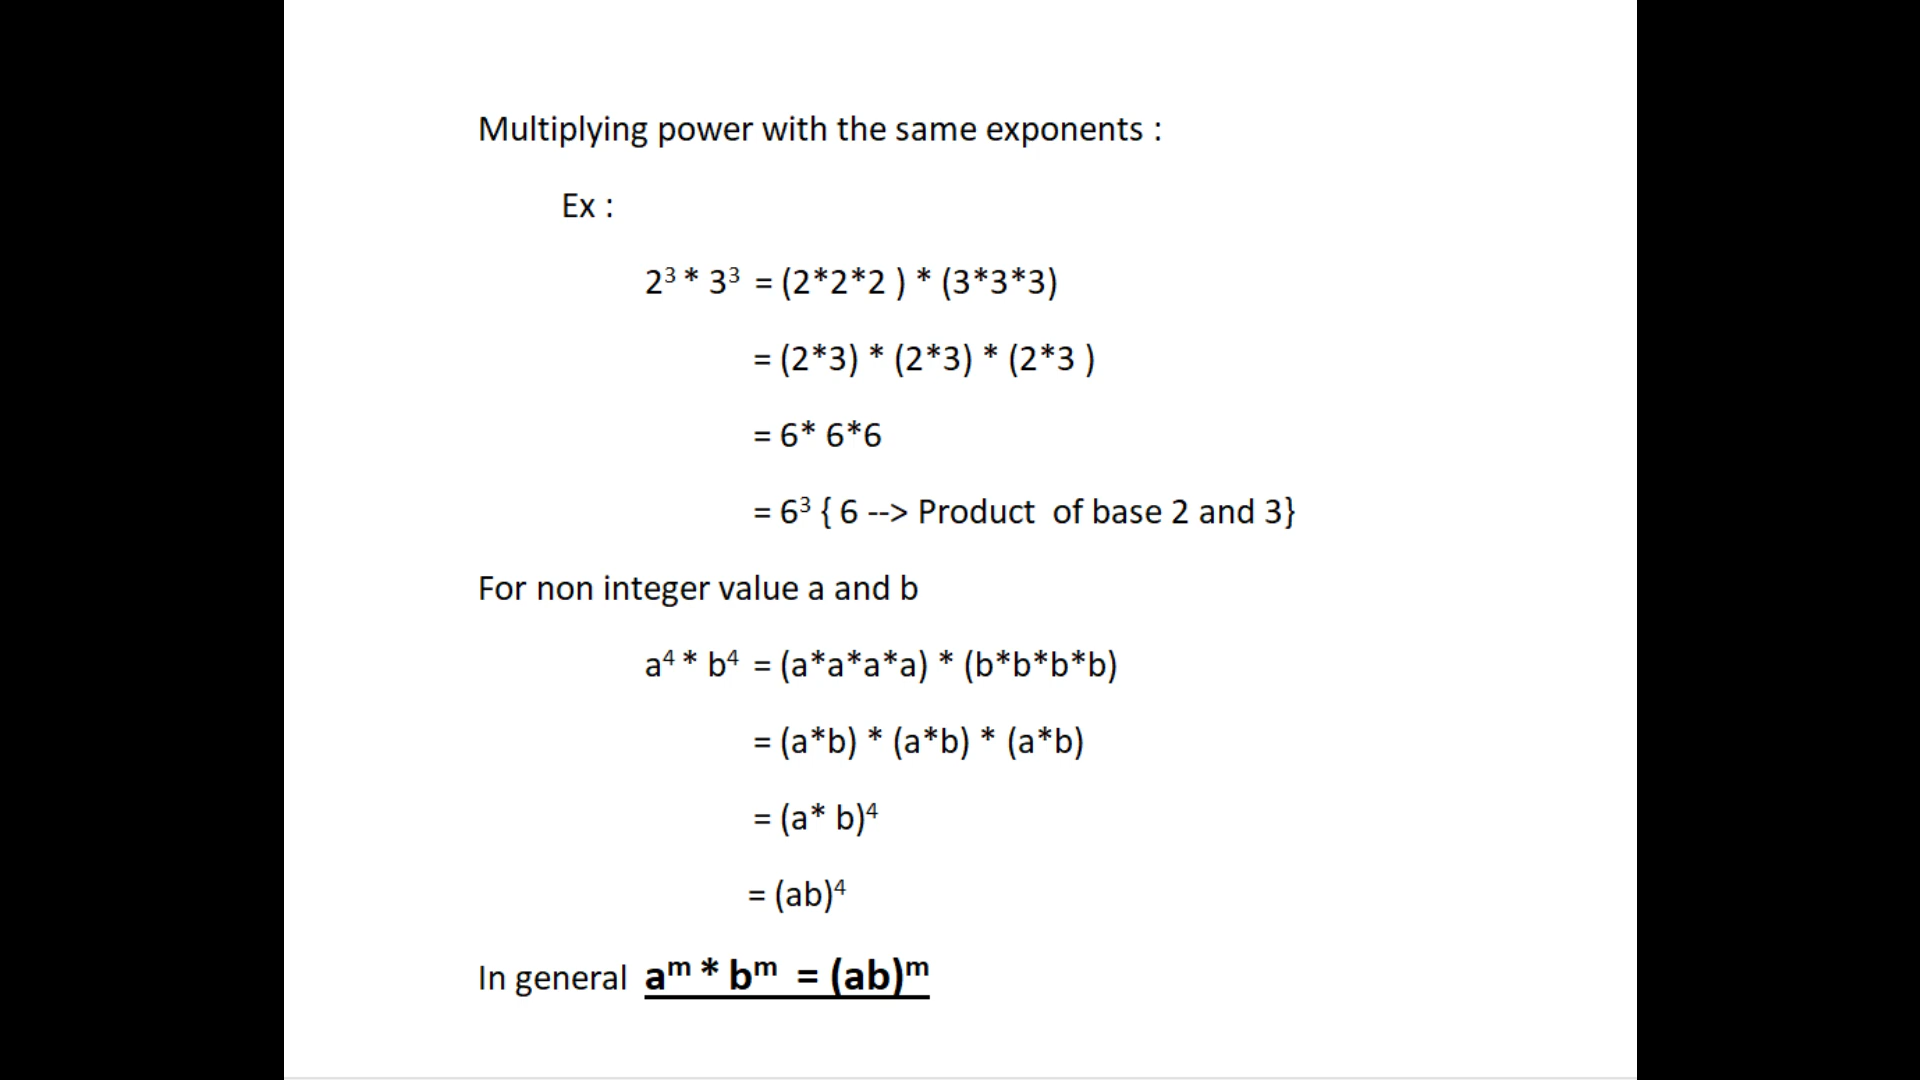 Multiplying power with the same exponents :
Ex :
2³ * 3³ = (2*2*2 ) * (3*3*3)
= (2*3) * (2*3) * (2*3 )
= 6* 6*6
= 6³ { 6 --> Product of base 2 and 3}
For non integer value a and b
a⁴ * b⁴ = (a*a*a*a) * (b*b*b*b)
= (a*b) * (a*b) * (a*b)
= (a* b)⁴
= (ab)⁴
In general aᵐ * bᵐ = (ab)ᵐ